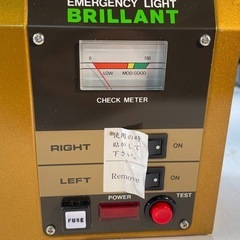 EMERGENCY LIGHT
BRILLANT
0 100
LOW MOD GOOD
CHECK METER
RIGHT ON
使用の時
貼がして
下さい。
LEFT Remove ON
POWER TEST
FUSE